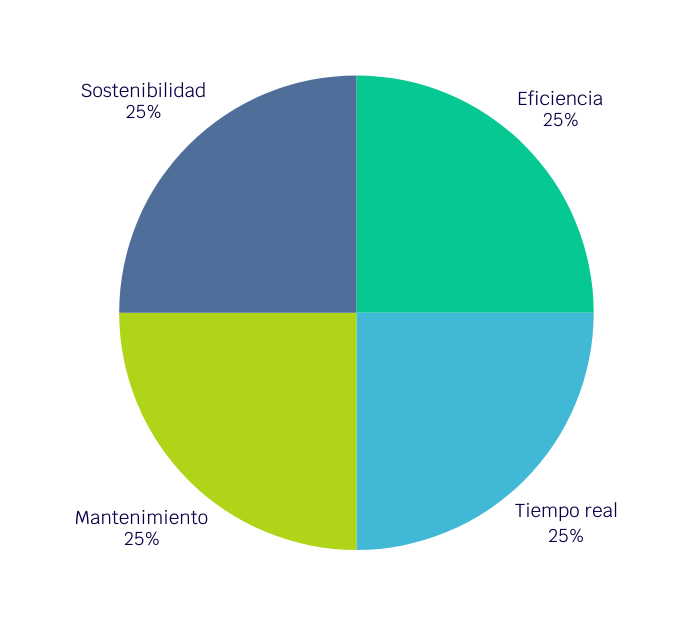 Sostenibilidad
25%
Eficiencia
25%
Mantenimiento
25%
Tiempo real
25%